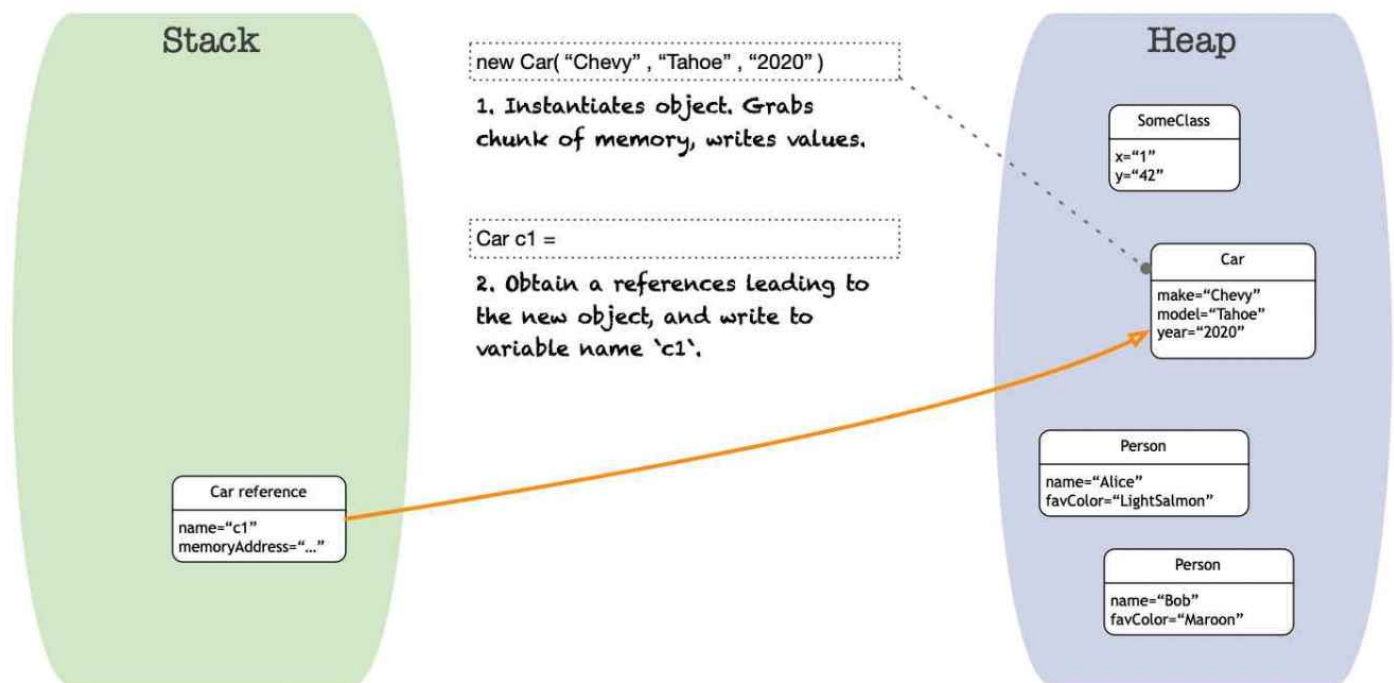 Stack
Heap
new Car( “Chevy” , “Tahoe” , “2020” )
1. Instantiates object. Grabs
chunk of memory, writes values.
SomeClass
x=“1”
y=“42”
Car c1 =
2. Obtain a references leading to
the new object, and write to
variable name `c1`.
Car
make=“Chevy”
model=“Tahoe”
year=“2020”
Person
name=“Alice”
favColor=“LightSalmon”
Car reference
name=“c1”
memoryAddress=“...”
Person
name=“Bob”
favColor=“Maroon”